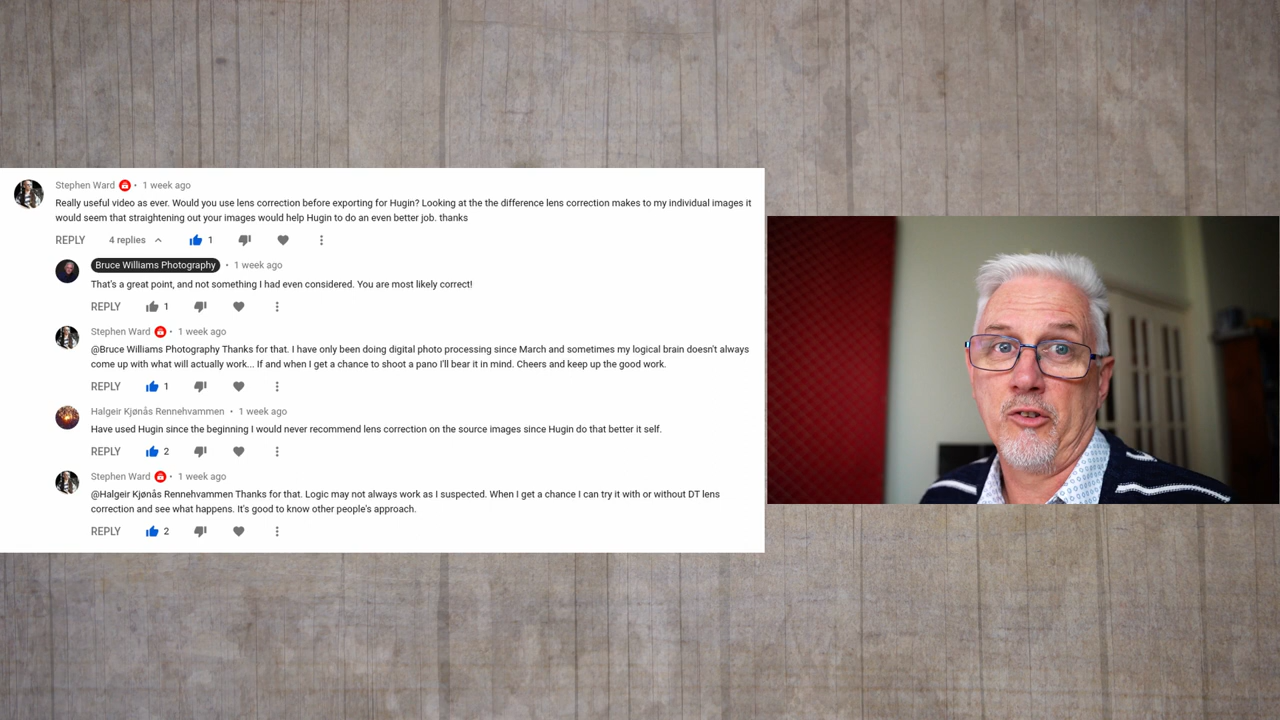 Stephen Ward • 1 week ago
Really useful video as ever. Would you use lens correction before exporting for Hugin? Looking at the the difference lens correction makes to my individual images it
would seem that straightening out your images would help Hugin to do an even better job. thanks
REPLY 4 replies 1
Bruce Williams Photography • 1 week ago
That's a great point, and not something I had even considered. You are most likely correct!
REPLY 1
Stephen Ward • 1 week ago
@Bruce Williams Photography Thanks for that. I have only been doing digital photo processing since March and sometimes my logical brain doesn't always
come up with what will actually work... If and when I get a chance to shoot a pano I'll bear it in mind. Cheers and keep up the good work.
REPLY 1
Halgeir Kjønås Rennehvammen • 1 week ago
Have used Hugin since the beginning I would never recommend lens correction on the source images since Hugin do that better it self.
REPLY 2
Stephen Ward • 1 week ago
@Halgeir Kjønås Rennehvammen Thanks for that. Logic may not always work as I suspected. When I get a chance I can try it with or without DT lens
correction and see what happens. It's good to know other people's approach.
REPLY 2